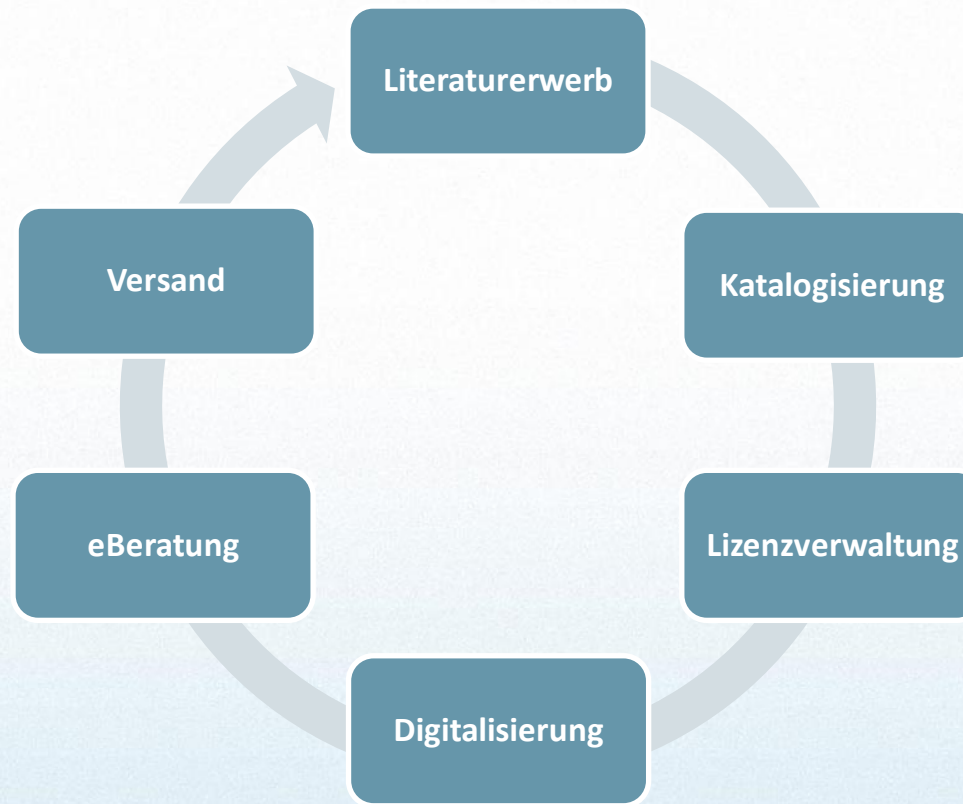 Literaturerwerb
Katalogisierung
Lizenzverwaltung
Digitalisierung
eBeratung
Versand